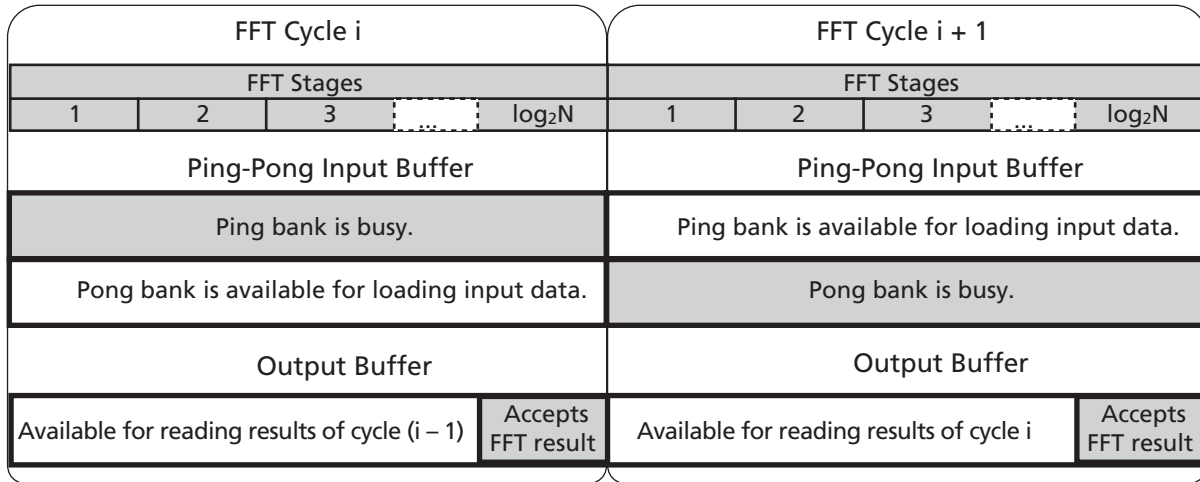 FFT Cycle i
FFT Cycle i + 1
FFT Stages
FFT Stages
1 2 3 ... log₂N
1 2 3 ... log₂N
Ping-Pong Input Buffer
Ping-Pong Input Buffer
Ping bank is busy.
Ping bank is available for loading input data.
Pong bank is available for loading input data.
Pong bank is busy.
Output Buffer
Output Buffer
Available for reading results of cycle (i – 1)
Accepts
FFT result
Available for reading results of cycle i
Accepts
FFT result